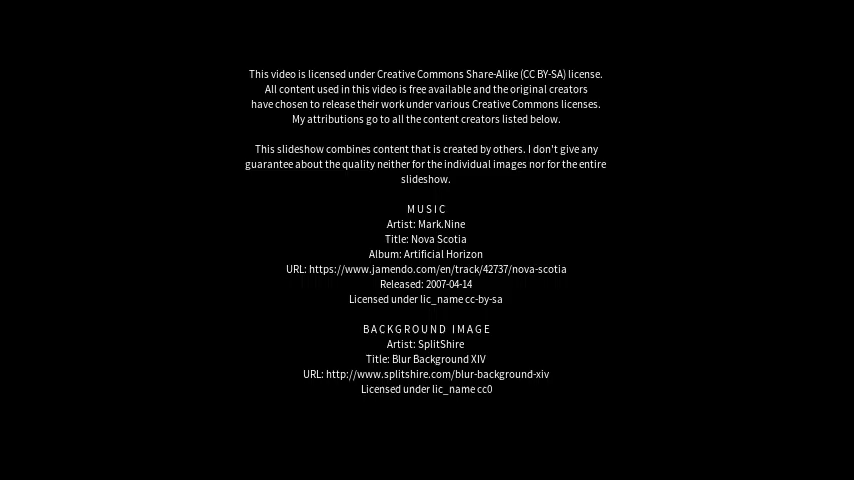 This video is licensed under Creative Commons Share-Alike (CC BY-SA) license.
All content used in this video is free available and the original creators
have chosen to release their work under various Creative Commons licenses.
My attributions go to all the content creators listed below.
This slideshow combines content that is created by others. I don't give any
guarantee about the quality neither for the individual images nor for the entire
slideshow.
MUSIC
Artist: Mark.Nine
Title: Nova Scotia
Album: Artificial Horizon
URL: https://www.jamendo.com/en/track/42737/nova-scotia
Released: 2007-04-14
Licensed under lic_name cc-by-sa
BACKGROUND IMAGE
Artist: SplitShire
Title: Blur Background XIV
URL: http://www.splitshire.com/blur-background-xiv
Licensed under lic_name cc0